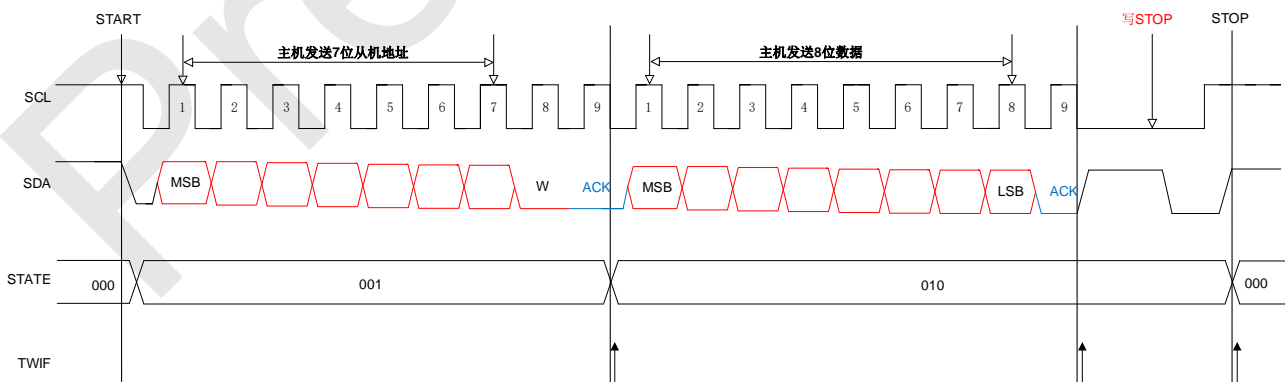 START
写STOP
STOP
主机发送7位从机地址
主机发送8位数据
SCL
1 2 3 4 5 6 7 8 9 1 2 3 4 5 6 7 8 9
SDA
MSB W ACK MSB LSB ACK
STATE
000 001 010 000
TWIF
Pre